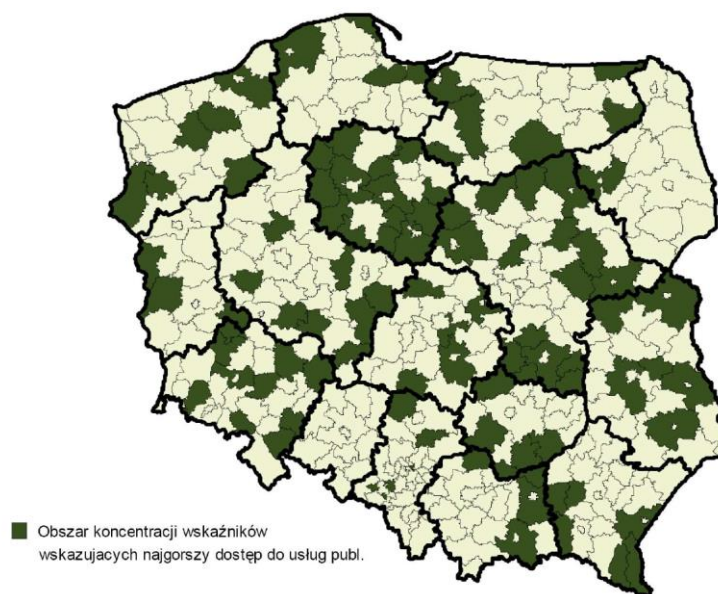 Obszar koncentracji wskaźników
wskazujacych najgorszy dostęp do usług publ.